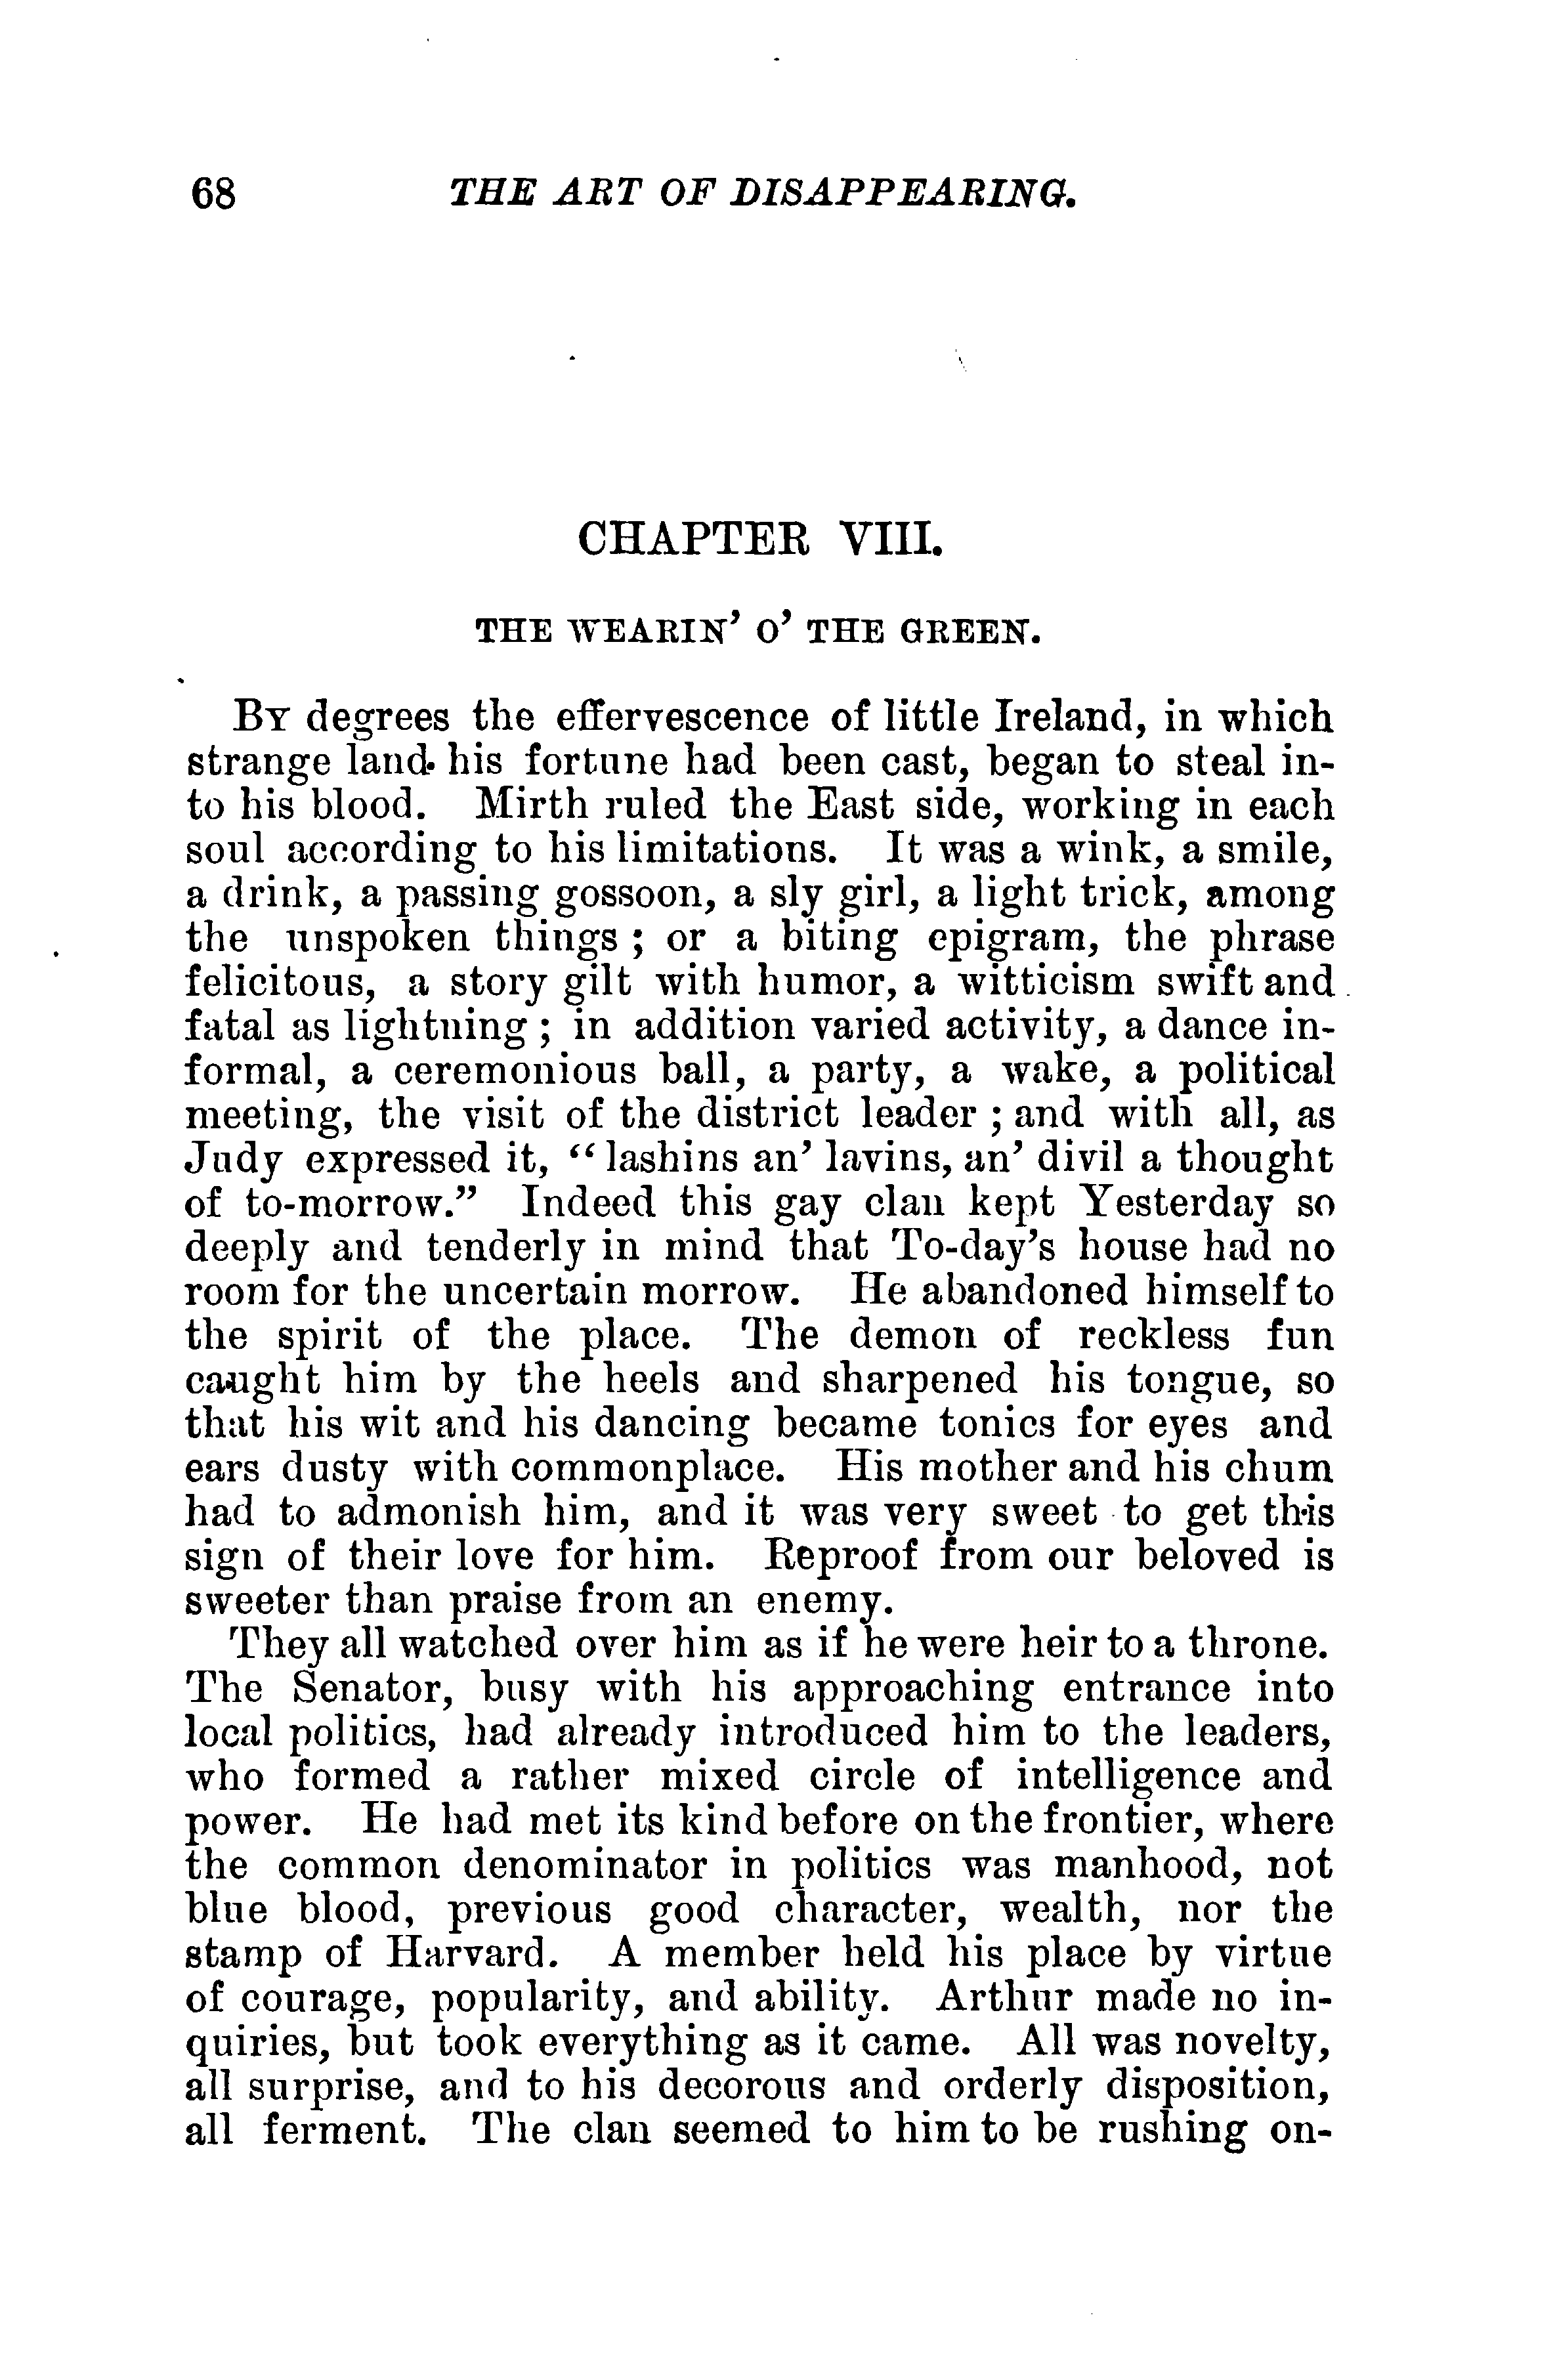 68 THE ART OF DISAPPEARING.
CHAPTER VIII.
THE WEARIN' O' THE GREEN.
BY degrees the effervescence of little Ireland, in which
strange land his fortune had been cast, began to steal in-
to his blood. Mirth ruled the East side, working in each
soul according to his limitations. It was a wink, a smile,
a drink, a passing gossoon, a sly girl, a light trick, among
the unspoken things ; or a biting epigram, the phrase
felicitous, a story gilt with humor, a witticism swift and
fatal as lightning ; in addition varied activity, a dance in-
formal, a ceremonious ball, a party, a wake, a political
meeting, the visit of the district leader ; and with all, as
Judy expressed it, "lashins an' lavins, an' divil a thought
of to-morrow." Indeed this gay clan kept Yesterday so
deeply and tenderly in mind that To-day's house had no
room for the uncertain morrow. He abandoned himself to
the spirit of the place. The demon of reckless fun
caught him by the heels and sharpened his tongue, so
that his wit and his dancing became tonics for eyes and
ears dusty with commonplace. His mother and his chum
had to admonish him, and it was very sweet to get this
sign of their love for him. Reproof from our beloved is
sweeter than praise from an enemy.
They all watched over him as if he were heir to a throne.
The Senator, busy with his approaching entrance into
local politics, had already introduced him to the leaders,
who formed a rather mixed circle of intelligence and
power. He had met its kind before on the frontier, where
the common denominator in politics was manhood, not
blue blood, previous good character, wealth, nor the
stamp of Harvard. A member held his place by virtue
of courage, popularity, and ability. Arthur made no in-
quiries, but took everything as it came. All was novelty,
all surprise, and to his decorous and orderly disposition,
all ferment. The clan seemed to him to be rushing on-